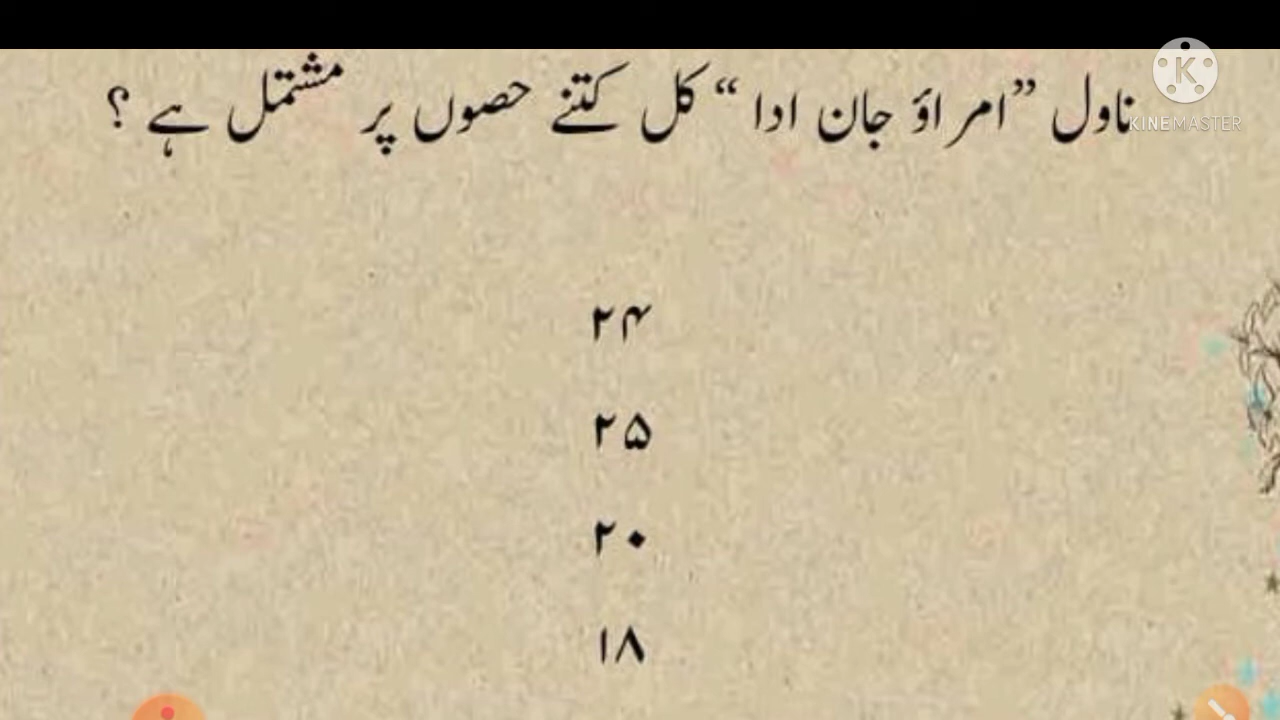 ناول ”امراؤ جان ادا “ کل کتنے حصوں پر مشتمل ہے ؟
KINEMASTER
۲۴
۲۵
۲۰
۱۸